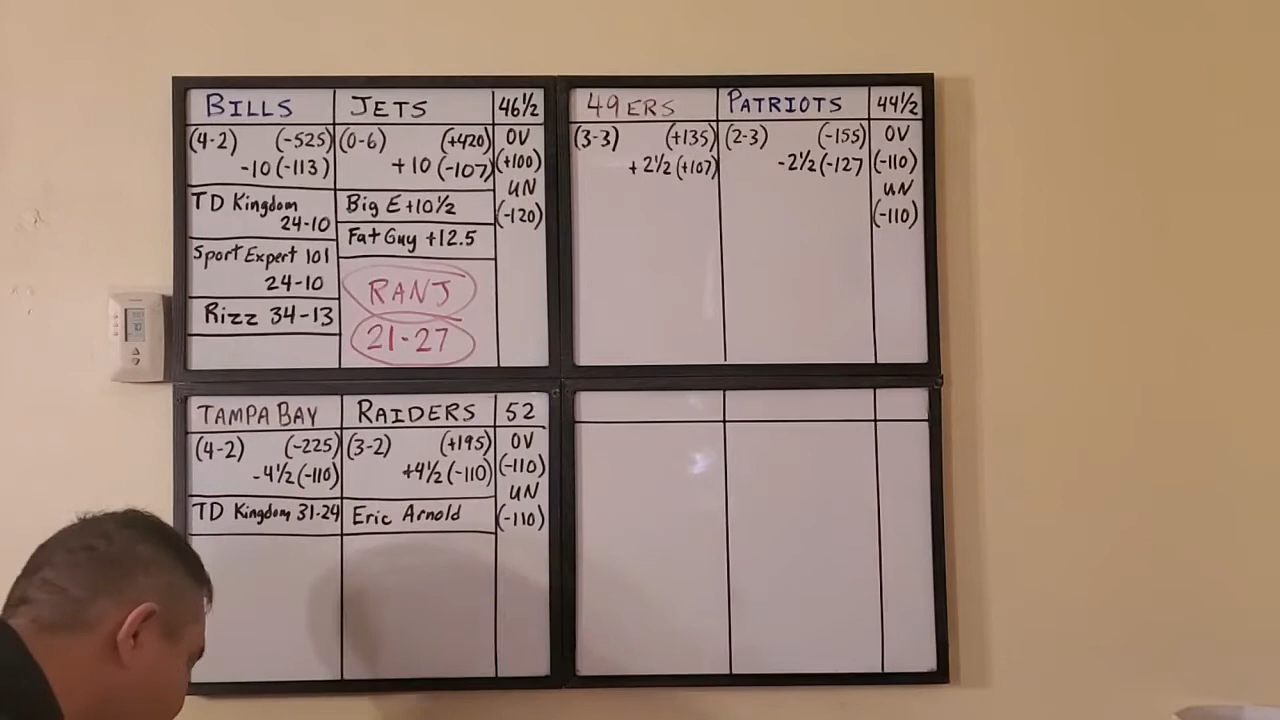 BILLS JETS 46½
(4-2) (-525) (0-6) (+420) OV
-10 (-113) +10 (-107) (+100)
UN
(-120)
TD Kingdom
24-10
Sport Expert 101
24-10
Rizz 34-13
Big E +10½
Fat Guy +12.5
RANJ
21-27
49ERS PATRIOTS 44½
(3-3) (+135) (2-3) (-155) OV
+2½ (+107) -2½ (-127 (-110)
UN
(-110)
TAMPA BAY RAIDERS 52
(4-2) (-225) (3-2) (+195) OV
-4½ (-110) +4½ (-110) (-110)
UN
TD Kingdom 31-24 Eric Arnold (-110)